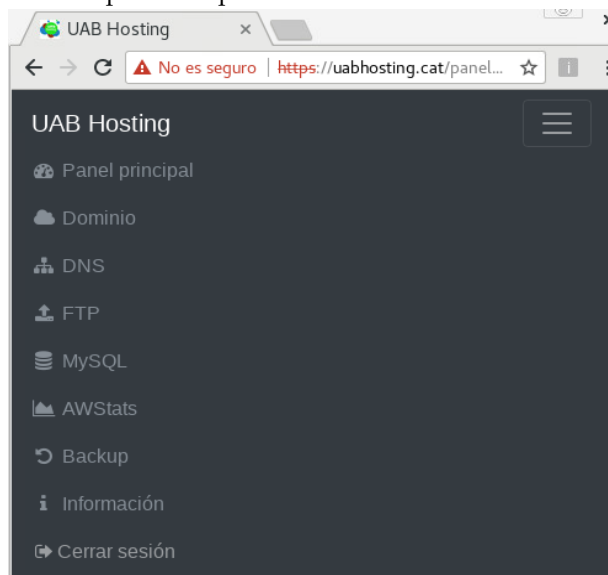 UAB Hosting
No es seguro | https://uabhosting.cat/panel...
UAB Hosting
Panel principal
Dominio
DNS
FTP
MySQL
AWStats
Backup
Información
Cerrar sesión